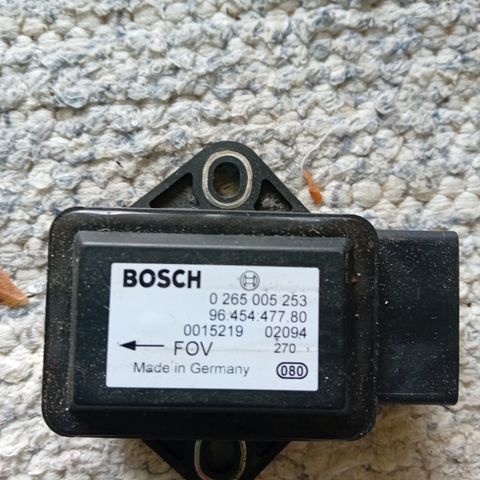 BOSCH
0 265 005 253
96.454.477.80
0015219 02094
FOV 270
Made in Germany 080